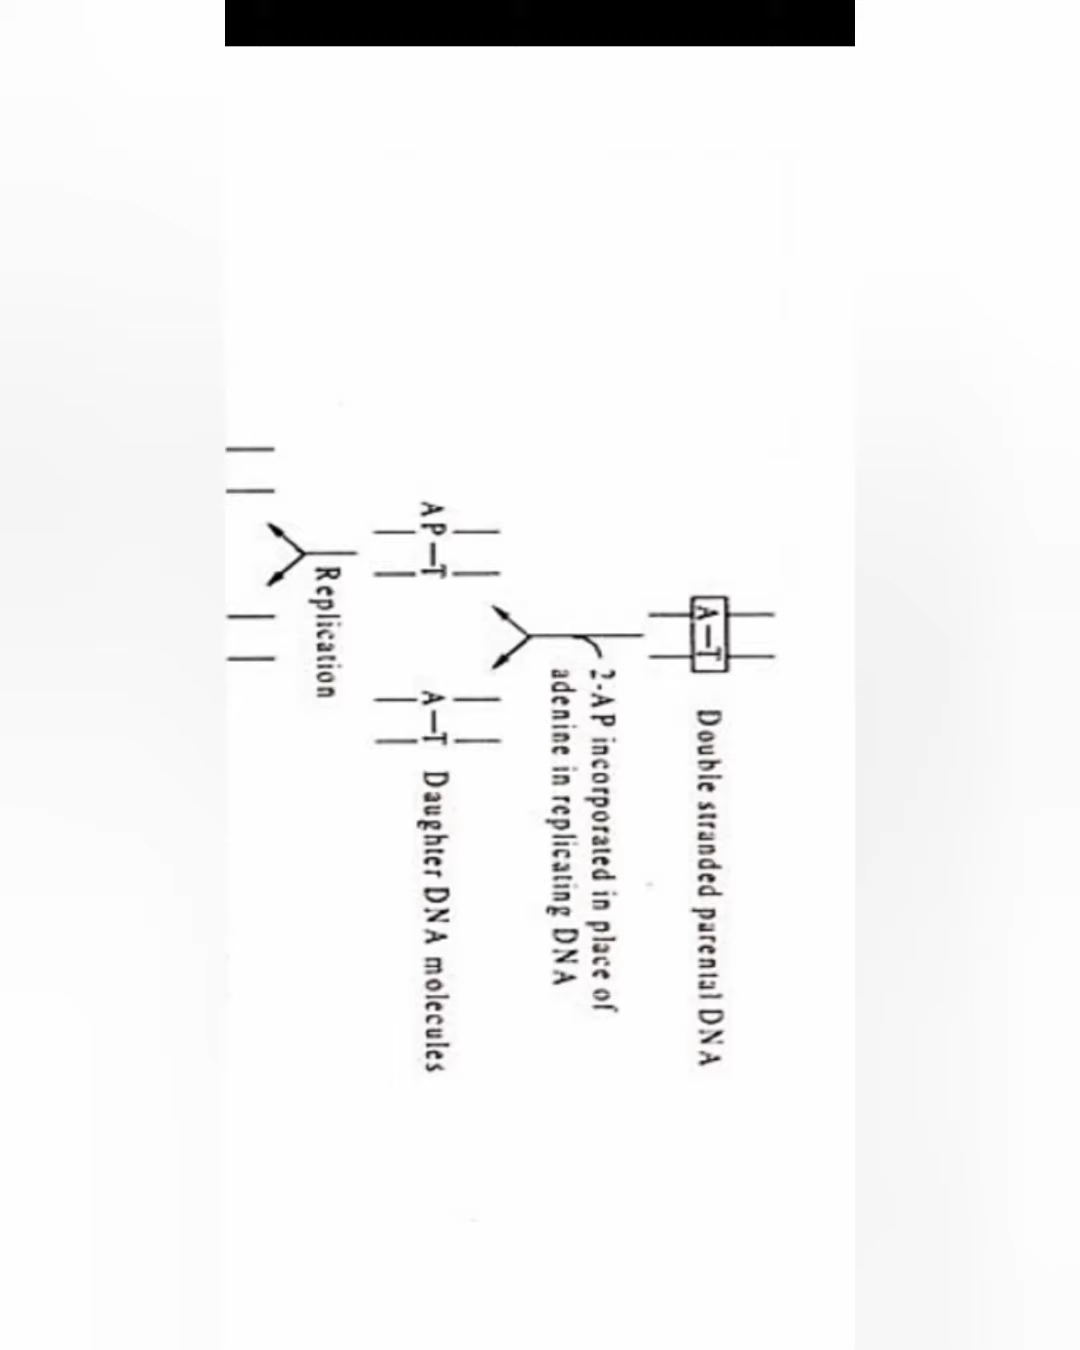 A—T Double stranded parental DNA
2-AP incorporated in place of
adenine in replicating DNA
AP—T A—T Daughter DNA molecules
Replication